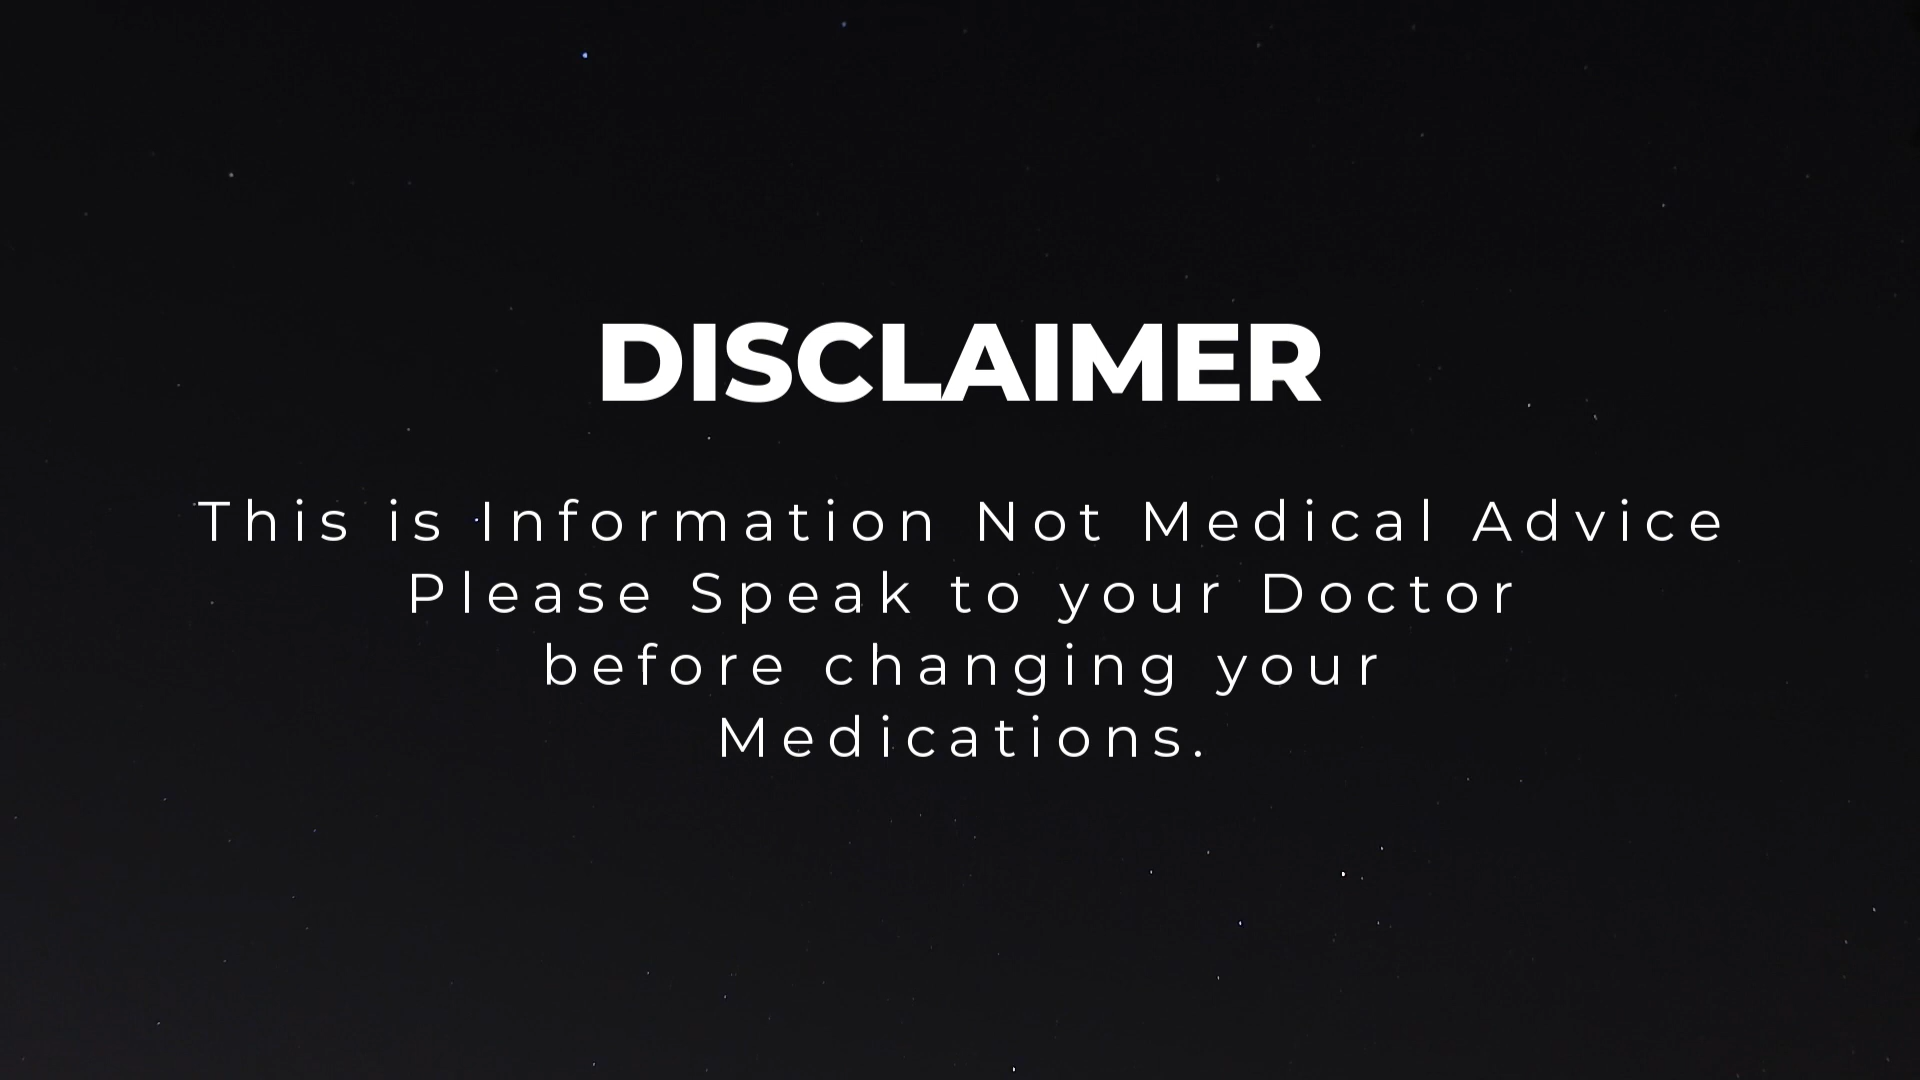 DISCLAIMER
This is Information Not Medical Advice
Please Speak to your Doctor
before changing your
Medications.